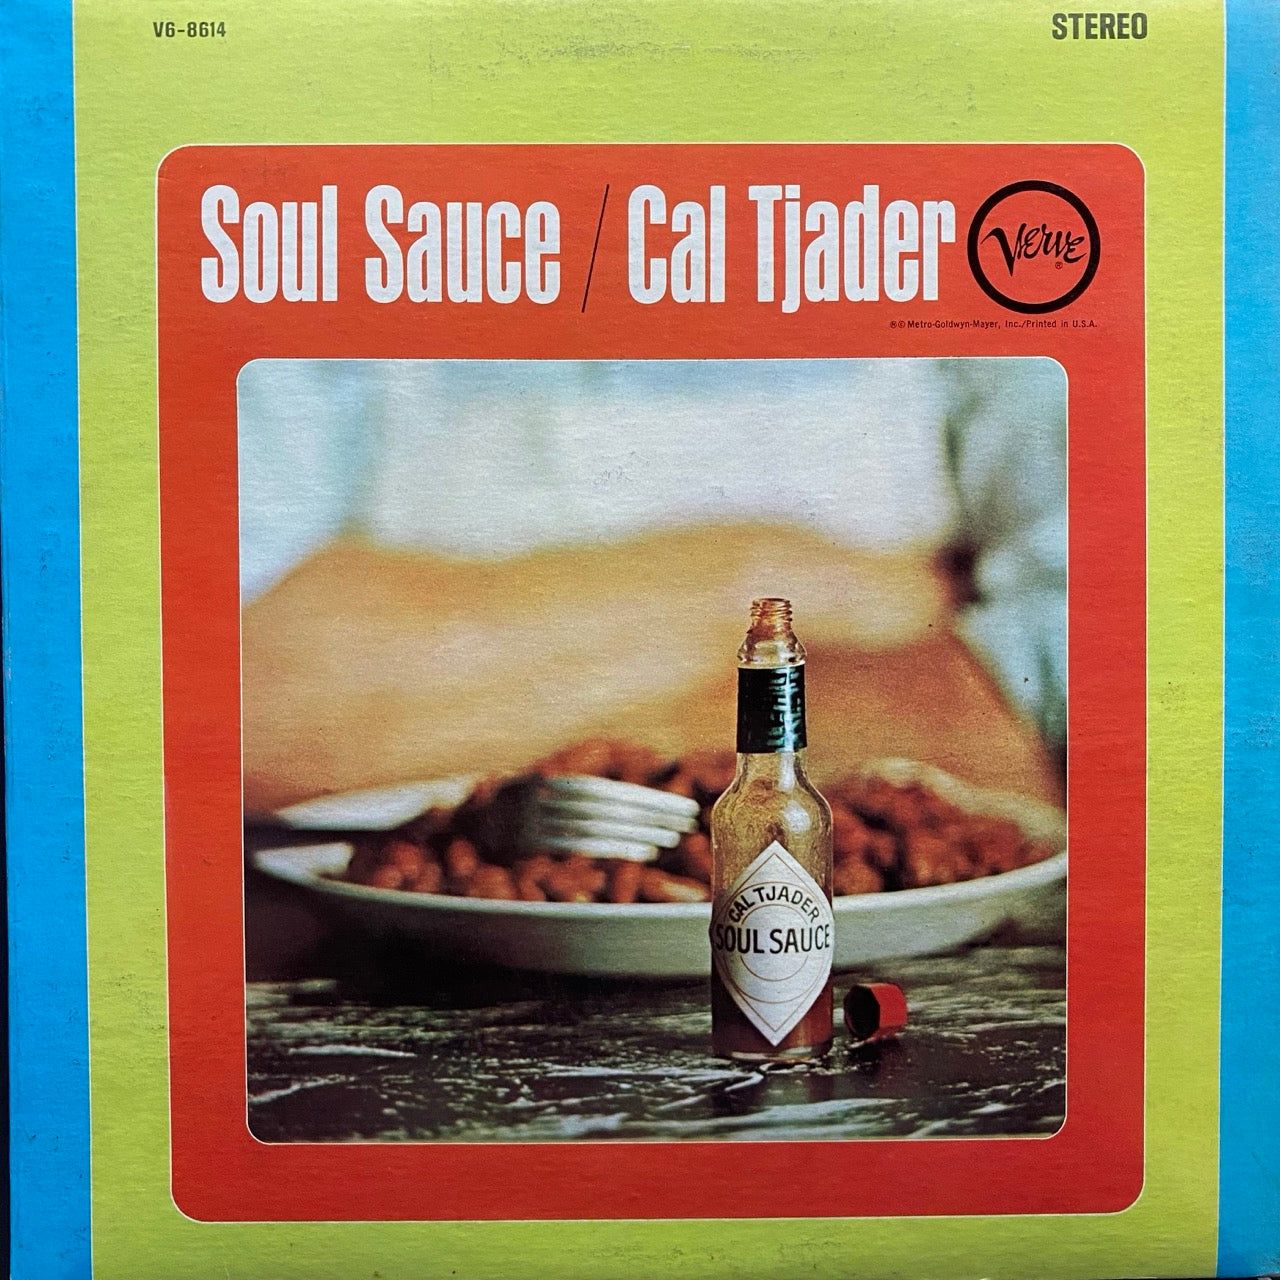 V6-8614 STEREO
Soul Sauce / Cal Tjader
VERVE ®
℗© Metro-Goldwyn-Mayer, Inc./Printed in U.S.A.
CAL TJADER
SOUL SAUCE